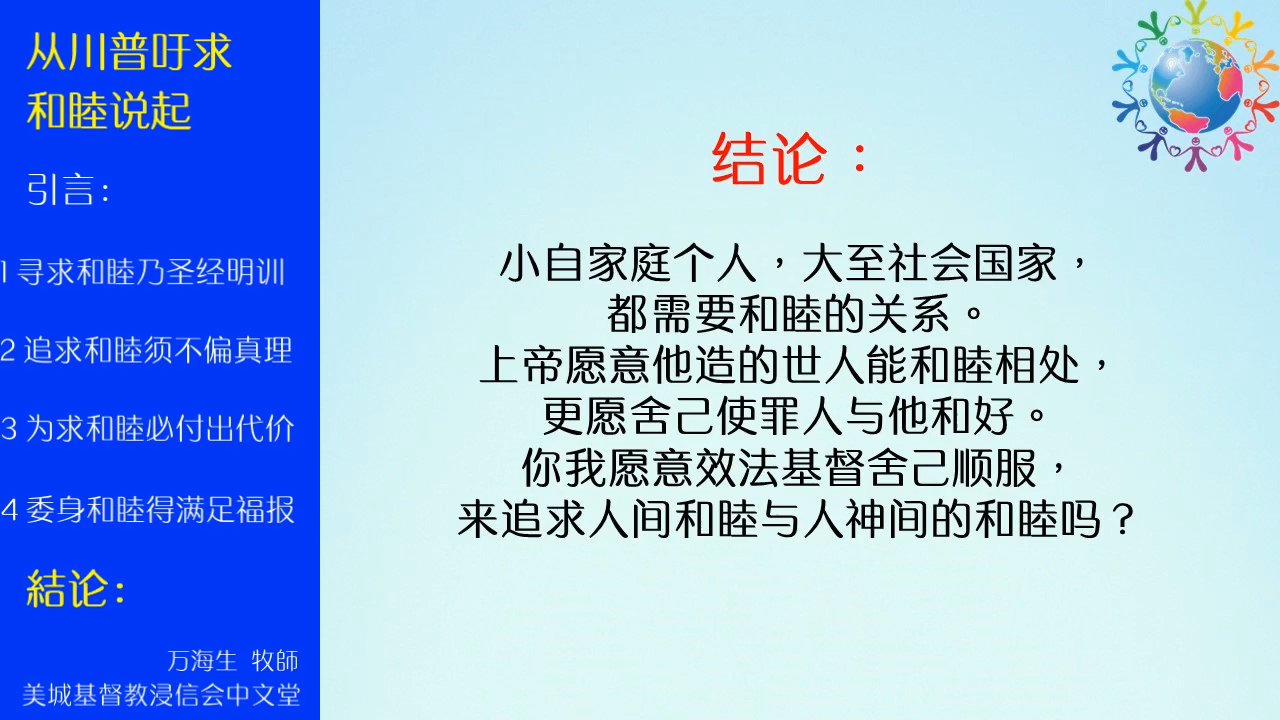 从川普吁求
和睦说起
引言：
1 寻求和睦乃圣经明训
2 追求和睦须不偏真理
3 为求和睦必付出代价
4 委身和睦得满足福报
結论：
万海生 牧師
美城基督教浸信会中文堂
结论：
小自家庭个人，大至社会国家，
都需要和睦的关系。
上帝愿意他造的世人能和睦相处，
更愿舍己使罪人与他和好。
你我愿意效法基督舍己顺服，
来追求人间和睦与人神间的和睦吗？